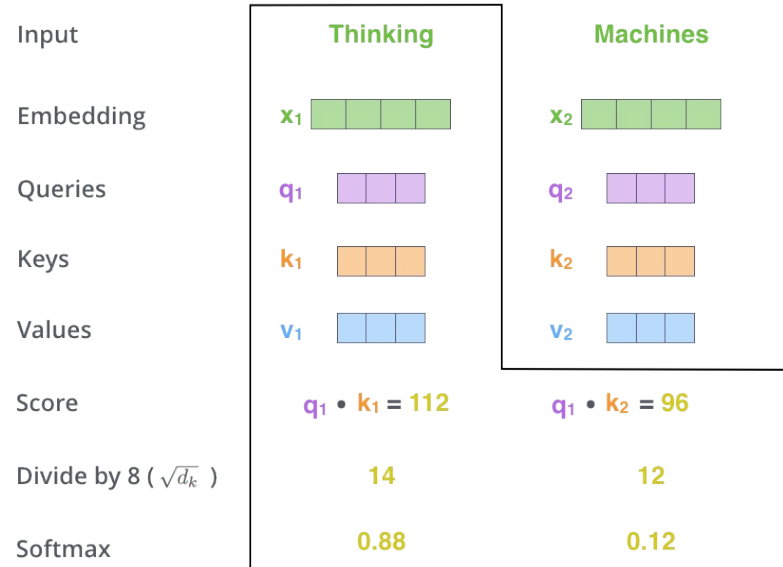 Input Thinking Machines
Embedding x₁ x₂
Queries q₁ q₂
Keys k₁ k₂
Values v₁ v₂
Score q₁ • k₁ = 112 q₁ • k₂ = 96
Divide by 8 ( √dₖ ) 14 12
Softmax 0.88 0.12